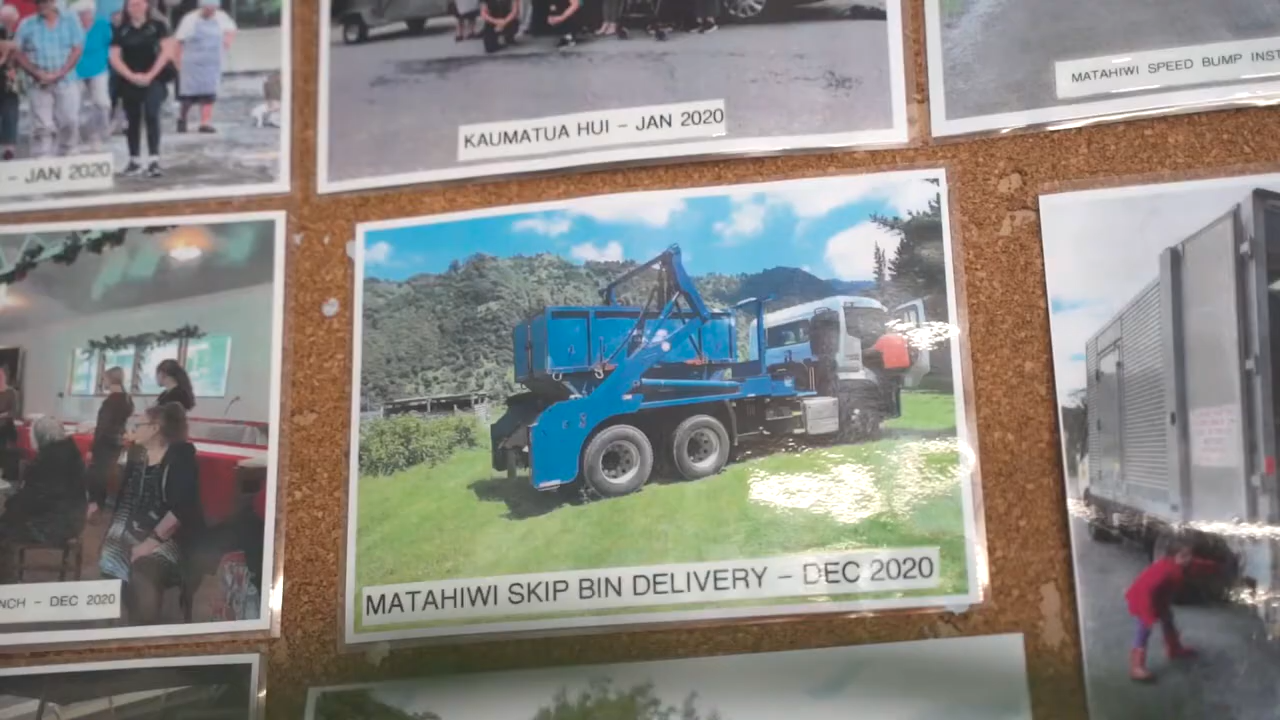 - JAN 2020
KAUMATUA HUI - JAN 2020
MATAHIWI SPEED BUMP INST
NCH - DEC 2020
MATAHIWI SKIP BIN DELIVERY - DEC 2020